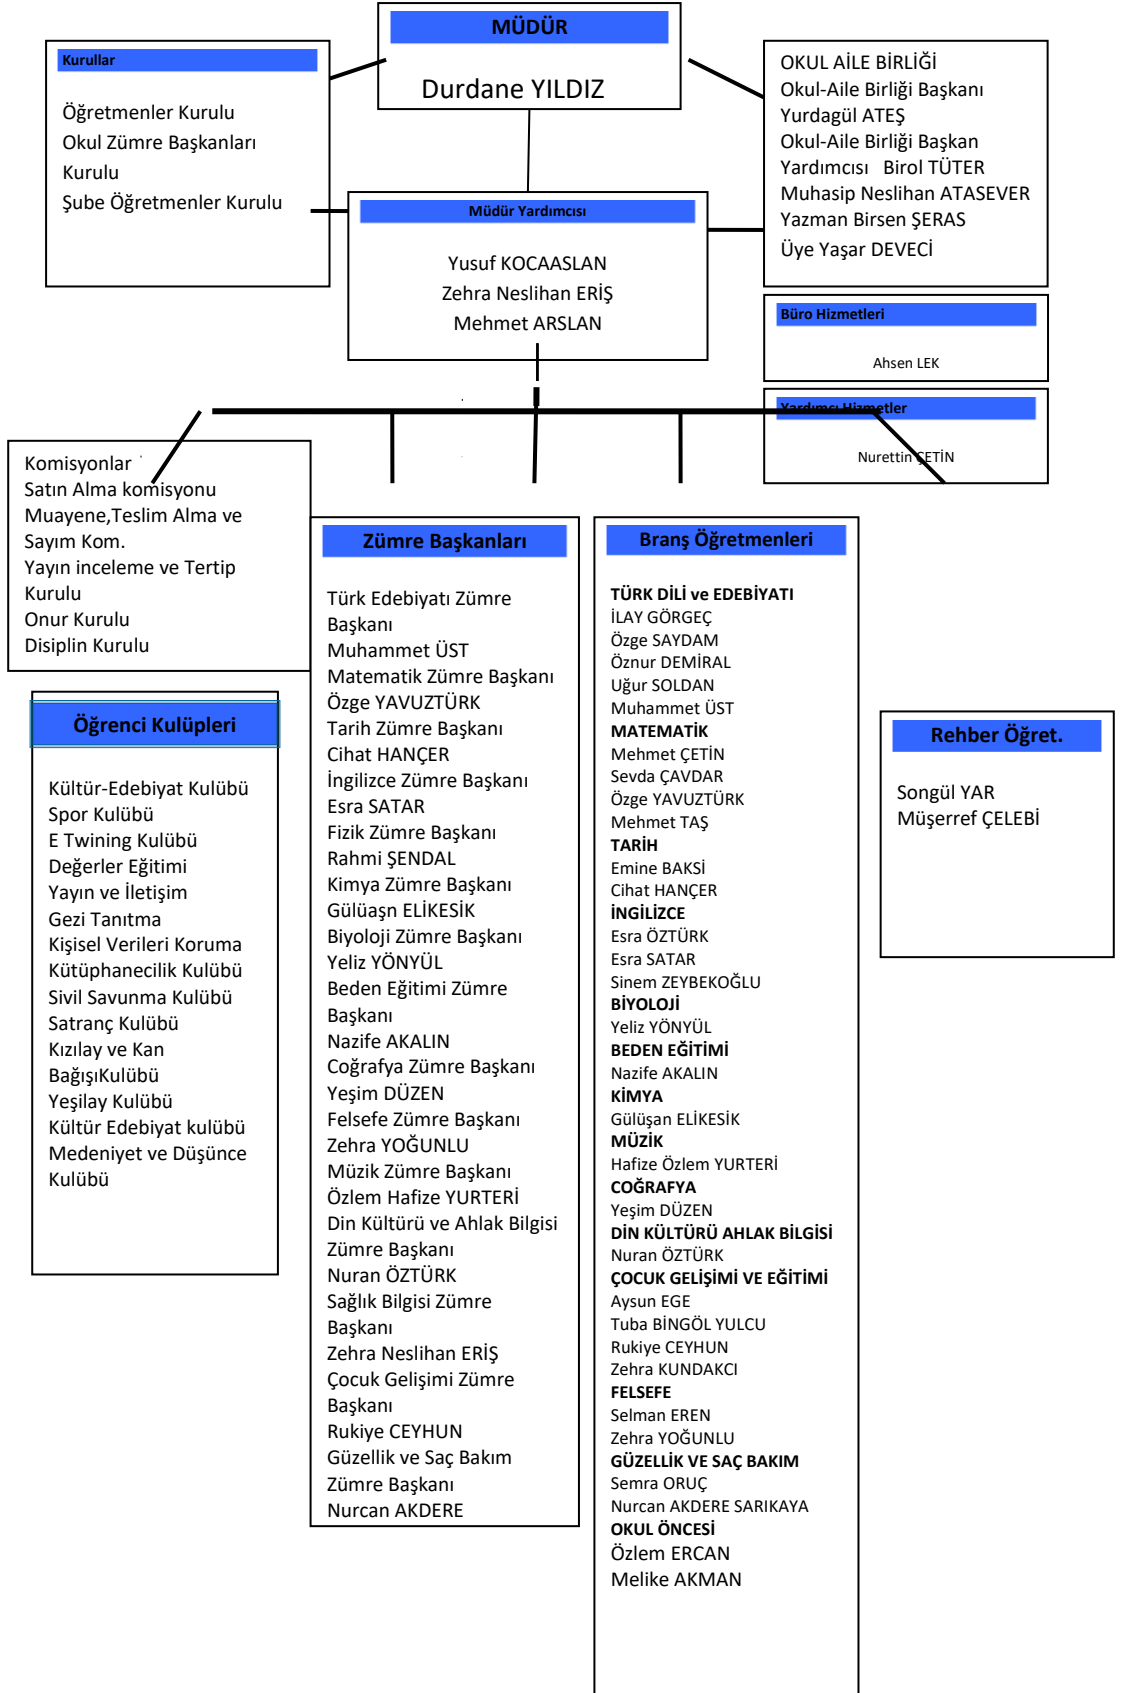 MÜDÜR
Durdane YILDIZ
Kurullar
Öğretmenler Kurulu
Okul Zümre Başkanları
Kurulu
Şube Öğretmenler Kurulu
OKUL AİLE BİRLİĞİ
Okul-Aile Birliği Başkanı
Yurdagül ATEŞ
Okul-Aile Birliği Başkan
Yardımcısı   Birol TÜTER
Muhasip Neslihan ATASEVER
Yazman Birsen ŞERAS
Üye Yaşar DEVECİ
Müdür Yardımcısı
Yusuf KOCAASLAN
Zehra Neslihan ERİŞ
Mehmet ARSLAN
Büro Hizmetleri
Ahsen LEK
Yardımcı Hizmetler
Nurettin ÇETİN
Komisyonlar
Satın Alma komisyonu
Muayene,Teslim Alma ve
Sayım Kom.
Yayın inceleme ve Tertip
Kurulu
Onur Kurulu
Disiplin Kurulu
Öğrenci Kulüpleri
Kültür-Edebiyat Kulübü
Spor Kulübü
E Twining Kulübü
Değerler Eğitimi
Yayın ve İletişim
Gezi Tanıtma
Kişisel Verileri Koruma
Kütüphanecilik Kulübü
Sivil Savunma Kulübü
Satranç Kulübü
Kızılay ve Kan
BağışıKulübü
Yeşilay Kulübü
Kültür Edebiyat kulübü
Medeniyet ve Düşünce
Kulübü
Zümre Başkanları
Türk Edebiyatı Zümre
Başkanı
Muhammet ÜST
Matematik Zümre Başkanı
Özge YAVUZTÜRK
Tarih Zümre Başkanı
Cihat HANÇER
İngilizce Zümre Başkanı
Esra SATAR
Fizik Zümre Başkanı
Rahmi ŞENDAL
Kimya Zümre Başkanı
Gülüaşn ELİKESİK
Biyoloji Zümre Başkanı
Yeliz YÖNYÜL
Beden Eğitimi Zümre
Başkanı
Nazife AKALIN
Coğrafya Zümre Başkanı
Yeşim DÜZEN
Felsefe Zümre Başkanı
Zehra YOĞUNLU
Müzik Zümre Başkanı
Özlem Hafize YURTERİ
Din Kültürü ve Ahlak Bilgisi
Zümre Başkanı
Nuran ÖZTÜRK
Sağlık Bilgisi Zümre
Başkanı
Zehra Neslihan ERİŞ
Çocuk Gelişimi Zümre
Başkanı
Rukiye CEYHUN
Güzellik ve Saç Bakım
Zümre Başkanı
Nurcan AKDERE
Branş Öğretmenleri
TÜRK DİLİ ve EDEBİYATI
İLAY GÖRGEÇ
Özge SAYDAM
Öznur DEMİRAL
Uğur SOLDAN
Muhammet ÜST
MATEMATİK
Mehmet ÇETİN
Sevda ÇAVDAR
Özge YAVUZTÜRK
Mehmet TAŞ
TARİH
Emine BAKSİ
Cihat HANÇER
İNGİLİZCE
Esra ÖZTÜRK
Esra SATAR
Sinem ZEYBEKOĞLU
BİYOLOJİ
Yeliz YÖNYÜL
BEDEN EĞİTİMİ
Nazife AKALIN
KİMYA
Gülüşan ELİKESİK
MÜZİK
Hafize Özlem YURTERİ
COĞRAFYA
Yeşim DÜZEN
DİN KÜLTÜRÜ AHLAK BİLGİSİ
Nuran ÖZTÜRK
ÇOCUK GELİŞİMİ VE EĞİTİMİ
Aysun EGE
Tuba BİNGÖL YULCU
Rukiye CEYHUN
Zehra KUNDAKCI
FELSEFE
Selman EREN
Zehra YOĞUNLU
GÜZELLİK VE SAÇ BAKIM
Semra ORUÇ
Nurcan AKDERE SARIKAYA
OKUL ÖNCESİ
Özlem ERCAN
Melike AKMAN
Rehber Öğret.
Songül YAR
Müşerref ÇELEBİ